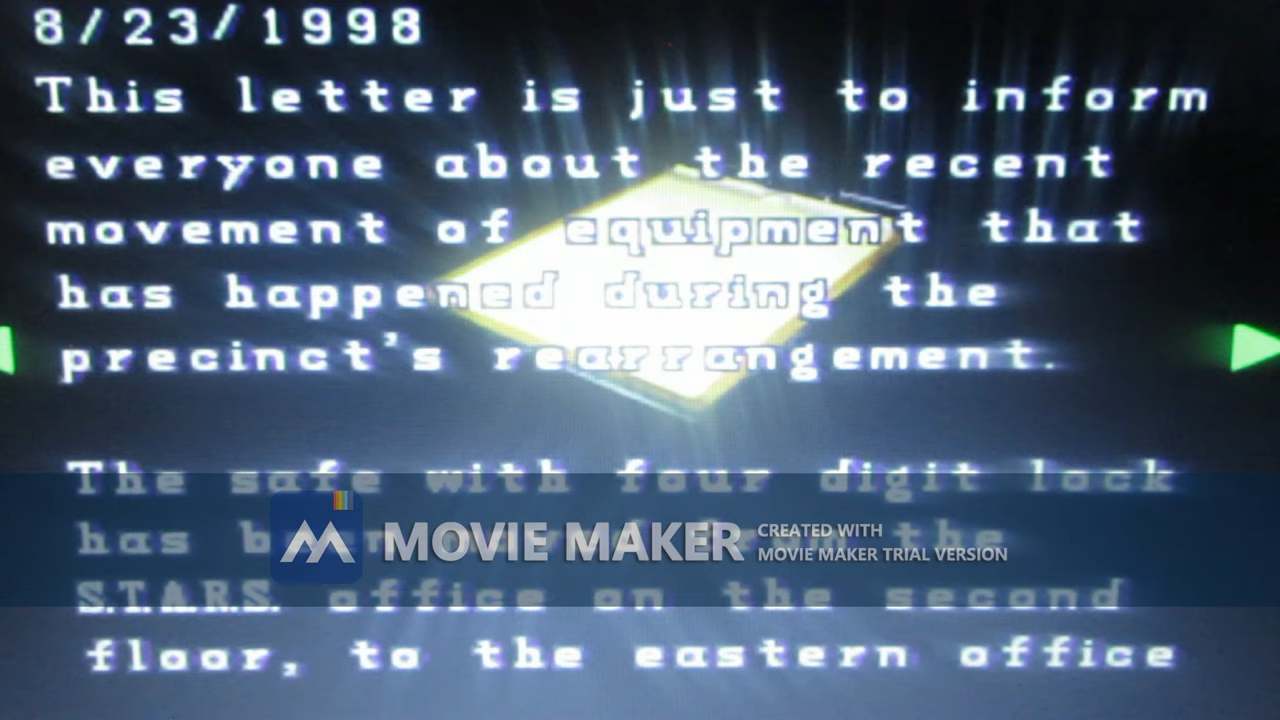 8/23/1998
This letter is just to inform
everyone about the recent
movement of equipment that
has happened during the
precinct's rearrangement.
The safe with four digit lock
has the
MOVIE MAKER
CREATED WITH
MOVIE MAKER TRIAL VERSION
S.T.A.R.S. office on the second
floor, to the eastern office